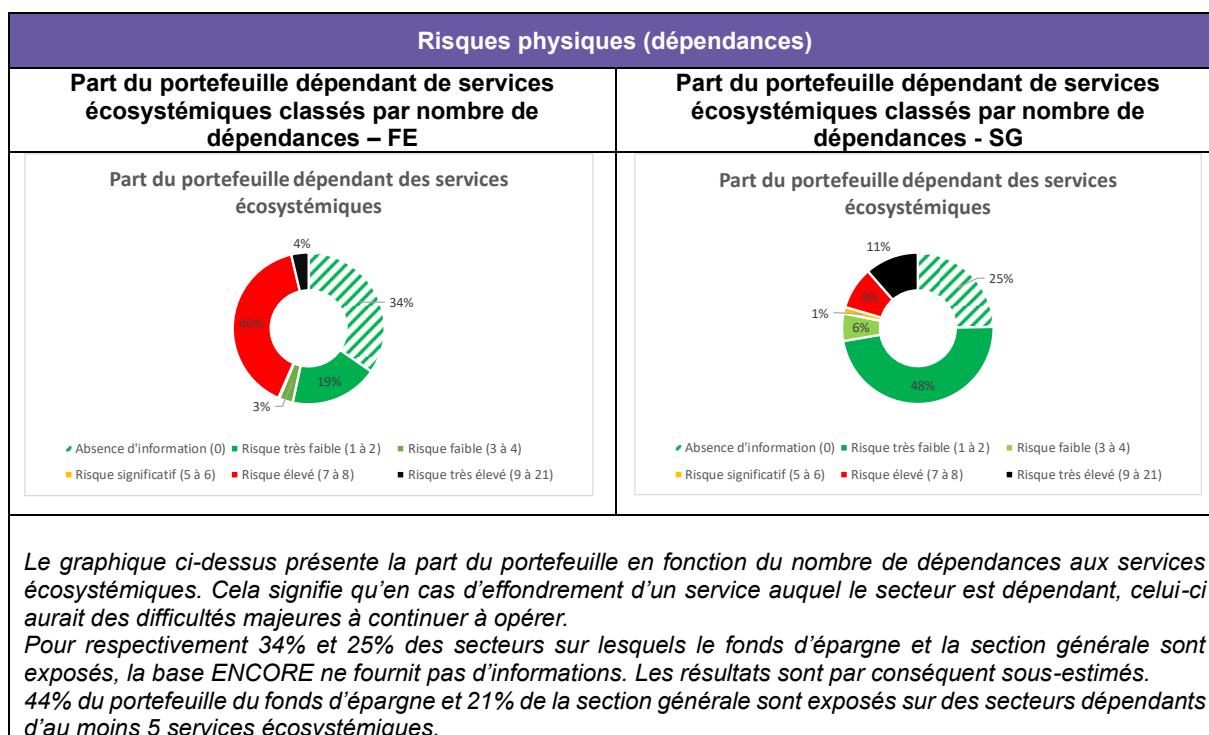 Risques physiques (dépendances)
Part du portefeuille dépendant de services
écosystémiques classés par nombre de
dépendances – FE
Part du portefeuille dépendant de services
écosystémiques classés par nombre de
dépendances - SG
Part du portefeuille dépendant des services
écosystémiques
4%
34%
40%
19%
3%
Absence d'information (0) Risque très faible (1 à 2) Risque faible (3 à 4)
Risque significatif (5 à 6) Risque élevé (7 à 8) Risque très élevé (9 à 21)
Part du portefeuille dépendant des services
écosystémiques
11%
25%
9%
1%
6%
48%
Absence d'information (0) Risque très faible (1 à 2) Risque faible (3 à 4)
Risque significatif (5 à 6) Risque élevé (7 à 8) Risque très élevé (9 à 21)
Le graphique ci-dessus présente la part du portefeuille en fonction du nombre de dépendances aux services
écosystémiques. Cela signifie qu'en cas d'effondrement d'un service auquel le secteur est dépendant, celui-ci
aurait des difficultés majeures à continuer à opérer.
Pour respectivement 34% et 25% des secteurs sur lesquels le fonds d'épargne et la section générale sont
exposés, la base ENCORE ne fournit pas d'informations. Les résultats sont par conséquent sous-estimés.
44% du portefeuille du fonds d'épargne et 21% de la section générale sont exposés sur des secteurs dépendants
d'au moins 5 services écosystémiques.